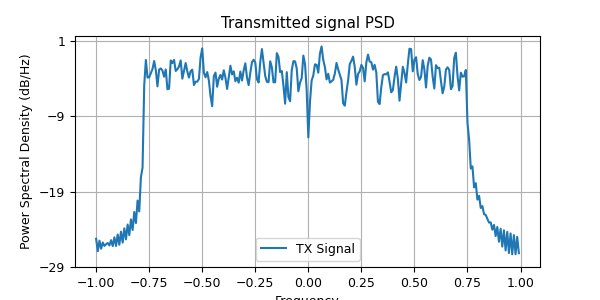 Transmitted signal PSD
Power Spectral Density (dB/Hz)
1
−9
−19
−29
TX Signal
−1.00 −0.75 −0.50 −0.25 0.00 0.25 0.50 0.75 1.00
Frequency